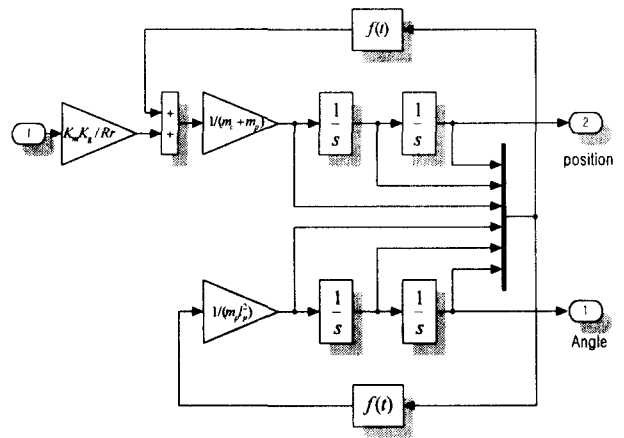 f(t)
1
K_m K_g / Rr
+
+
1/(m_c + m_p)
1
s
1
s
2
position
1/(m_p l_p^2)
1
s
1
s
1
Angle
f(t)